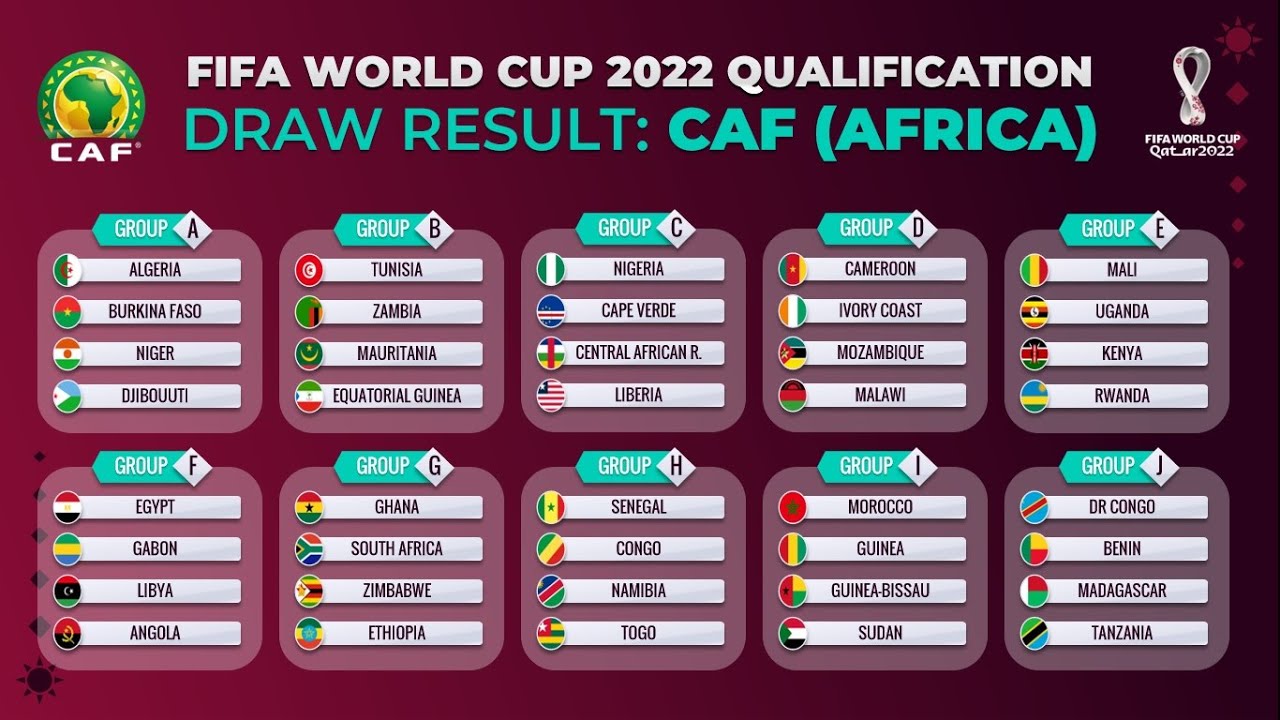 FIFA WORLD CUP 2022 QUALIFICATION
DRAW RESULT: CAF (AFRICA)
CAF
FIFA WORLD CUP
Qatar2022
GROUP A
ALGERIA
BURKINA FASO
NIGER
DJIBOUUTI
GROUP B
TUNISIA
ZAMBIA
MAURITANIA
EQUATORIAL GUINEA
GROUP C
NIGERIA
CAPE VERDE
CENTRAL AFRICAN R.
LIBERIA
GROUP D
CAMEROON
IVORY COAST
MOZAMBIQUE
MALAWI
GROUP E
MALI
UGANDA
KENYA
RWANDA
GROUP F
EGYPT
GABON
LIBYA
ANGOLA
GROUP G
GHANA
SOUTH AFRICA
ZIMBABWE
ETHIOPIA
GROUP H
SENEGAL
CONGO
NAMIBIA
TOGO
GROUP I
MOROCCO
GUINEA
GUINEA-BISSAU
SUDAN
GROUP J
DR CONGO
BENIN
MADAGASCAR
TANZANIA